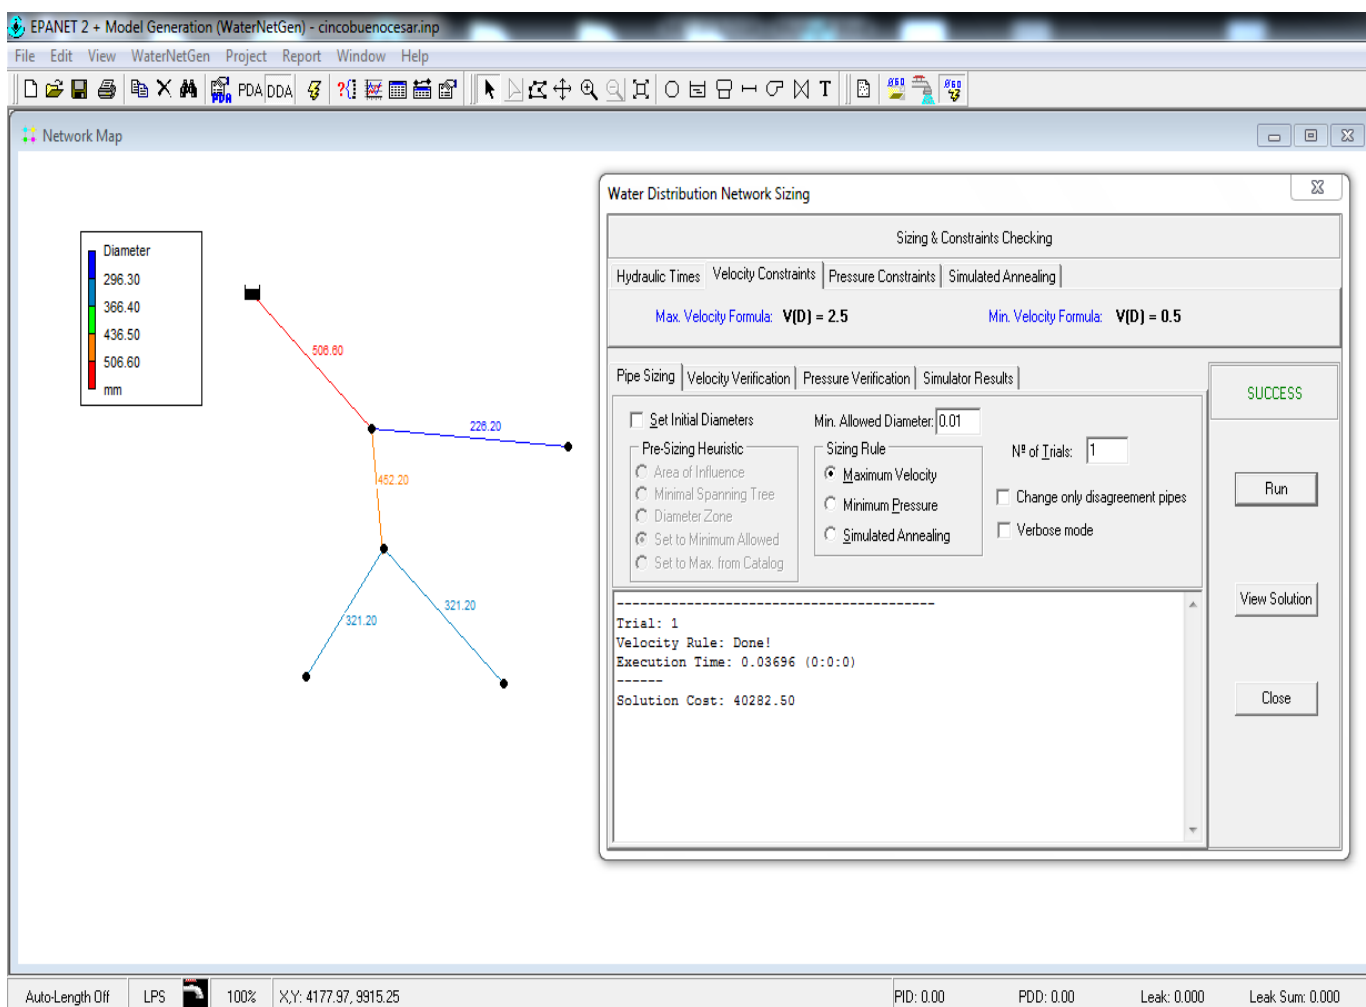 EPANET 2 + Model Generation (WaterNetGen) - cincobuenocesar.inp
File Edit View WaterNetGen Project Report Window Help
PDA PDA DDA T
Network Map
Diameter
296.30
366.40
436.50
506.60
mm
506.60
226.20
452.20
321.20
321.20
Water Distribution Network Sizing
Sizing & Constraints Checking
Hydraulic Times Velocity Constraints Pressure Constraints Simulated Annealing
Max. Velocity Formula: V(D) = 2.5 Min. Velocity Formula: V(D) = 0.5
Pipe Sizing Velocity Verification Pressure Verification Simulator Results
SUCCESS
Set Initial Diameters Min. Allowed Diameter: 0.01
Pre-Sizing Heuristic Sizing Rule Nº of Trials: 1
Area of Influence Maximum Velocity
Minimal Spanning Tree Minimum Pressure Change only disagreement pipes
Diameter Zone
Set to Minimum Allowed Simulated Annealing Verbose mode
Set to Max. from Catalog
Run
View Solution
Close
-----------------------------------------
Trial: 1
Velocity Rule: Done!
Execution Time: 0.03696 (0:0:0)
------
Solution Cost: 40282.50
Auto-Length Off LPS 100% X,Y: 4177.97, 9915.25 PID: 0.00 PDD: 0.00 Leak: 0.000 Leak Sum: 0.000